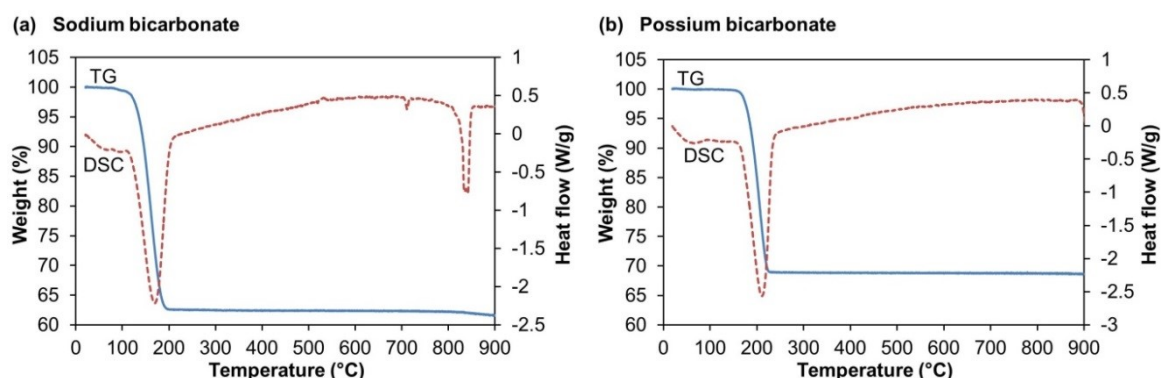 (a) Sodium bicarbonate
105
100
95
90
85
80
75
70
65
60
Weight (%)
TG
DSC
1
0.5
0
-0.5
-1
-1.5
-2
-2.5
Heat flow (W/g)
0 100 200 300 400 500 600 700 800 900
Temperature (°C)
(b) Possium bicarbonate
105
100
95
90
85
80
75
70
65
60
Weight (%)
TG
DSC
1
0.5
0
-0.5
-1
-1.5
-2
-2.5
-3
Heat flow (W/g)
0 100 200 300 400 500 600 700 800 900
Temperature (°C)